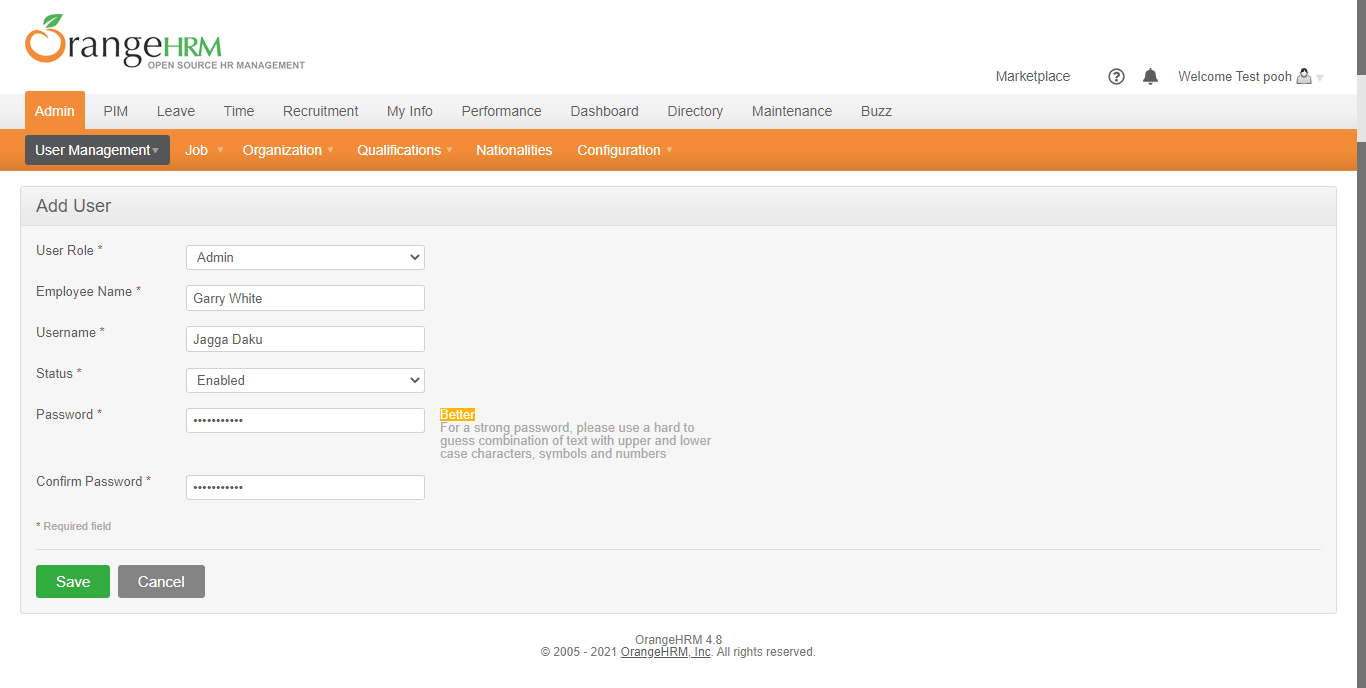 OrangeHRM
OPEN SOURCE HR MANAGEMENT
Marketplace Welcome Test pooh
Admin PIM Leave Time Recruitment My Info Performance Dashboard Directory Maintenance Buzz
User Management Job Organization Qualifications Nationalities Configuration
Add User
User Role * Admin
Employee Name * Garry White
Username * Jagga Daku
Status * Enabled
Password * ••••••••••• Better
For a strong password, please use a hard to
guess combination of text with upper and lower
case characters, symbols and numbers
Confirm Password * •••••••••••
* Required field
Save Cancel
OrangeHRM 4.8
© 2005 - 2021 OrangeHRM, Inc. All rights reserved.